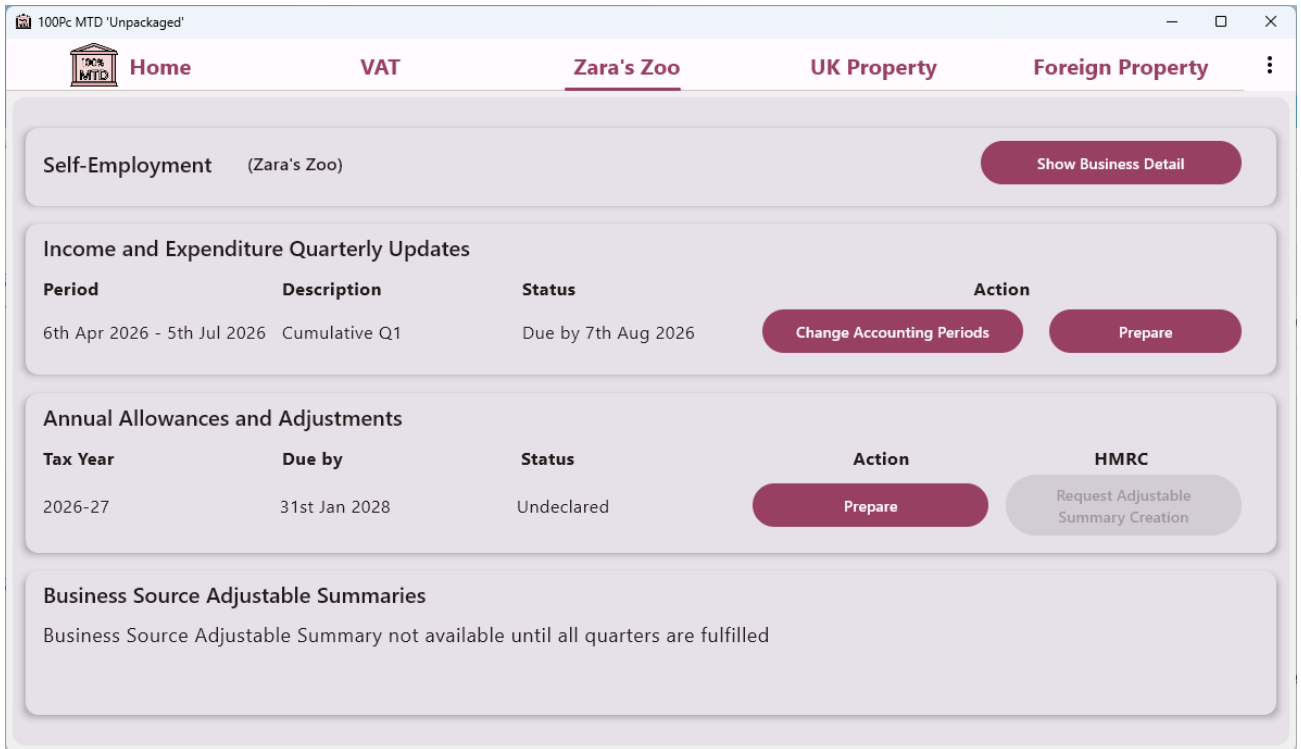 100Pc MTD 'Unpackaged'
100% MTD Home VAT Zara's Zoo UK Property Foreign Property
Self-Employment (Zara's Zoo) Show Business Detail
Income and Expenditure Quarterly Updates
Period Description Status Action
6th Apr 2026 - 5th Jul 2026 Cumulative Q1 Due by 7th Aug 2026 Change Accounting Periods Prepare
Annual Allowances and Adjustments
Tax Year Due by Status Action HMRC
2026-27 31st Jan 2028 Undeclared Prepare Request Adjustable
Summary Creation
Business Source Adjustable Summaries
Business Source Adjustable Summary not available until all quarters are fulfilled